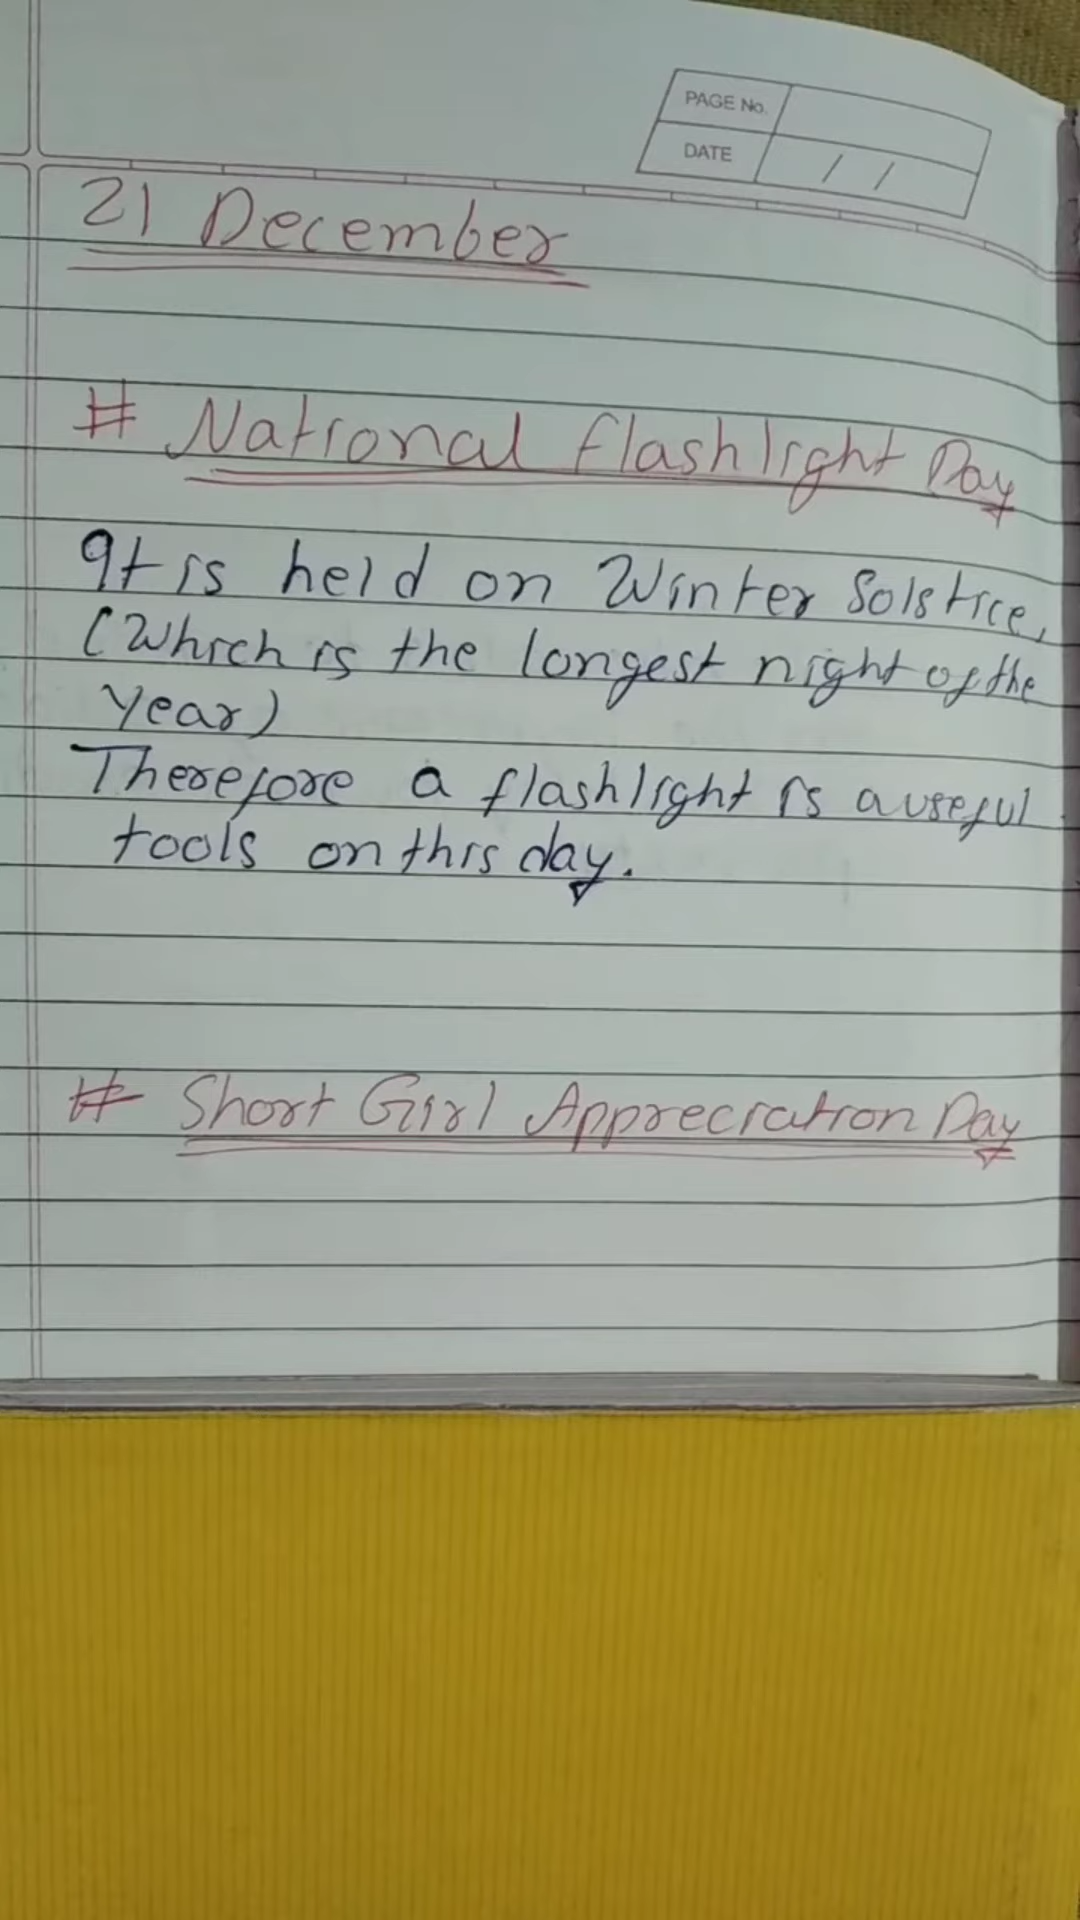 PAGE No.
DATE / /
21 December
# National flashlight Day
It is held on Winter Solstice,
(Which is the longest night of the
year)
Therefore a flashlight is a useful
tools on this day.
# Short Girl Appreciation Day